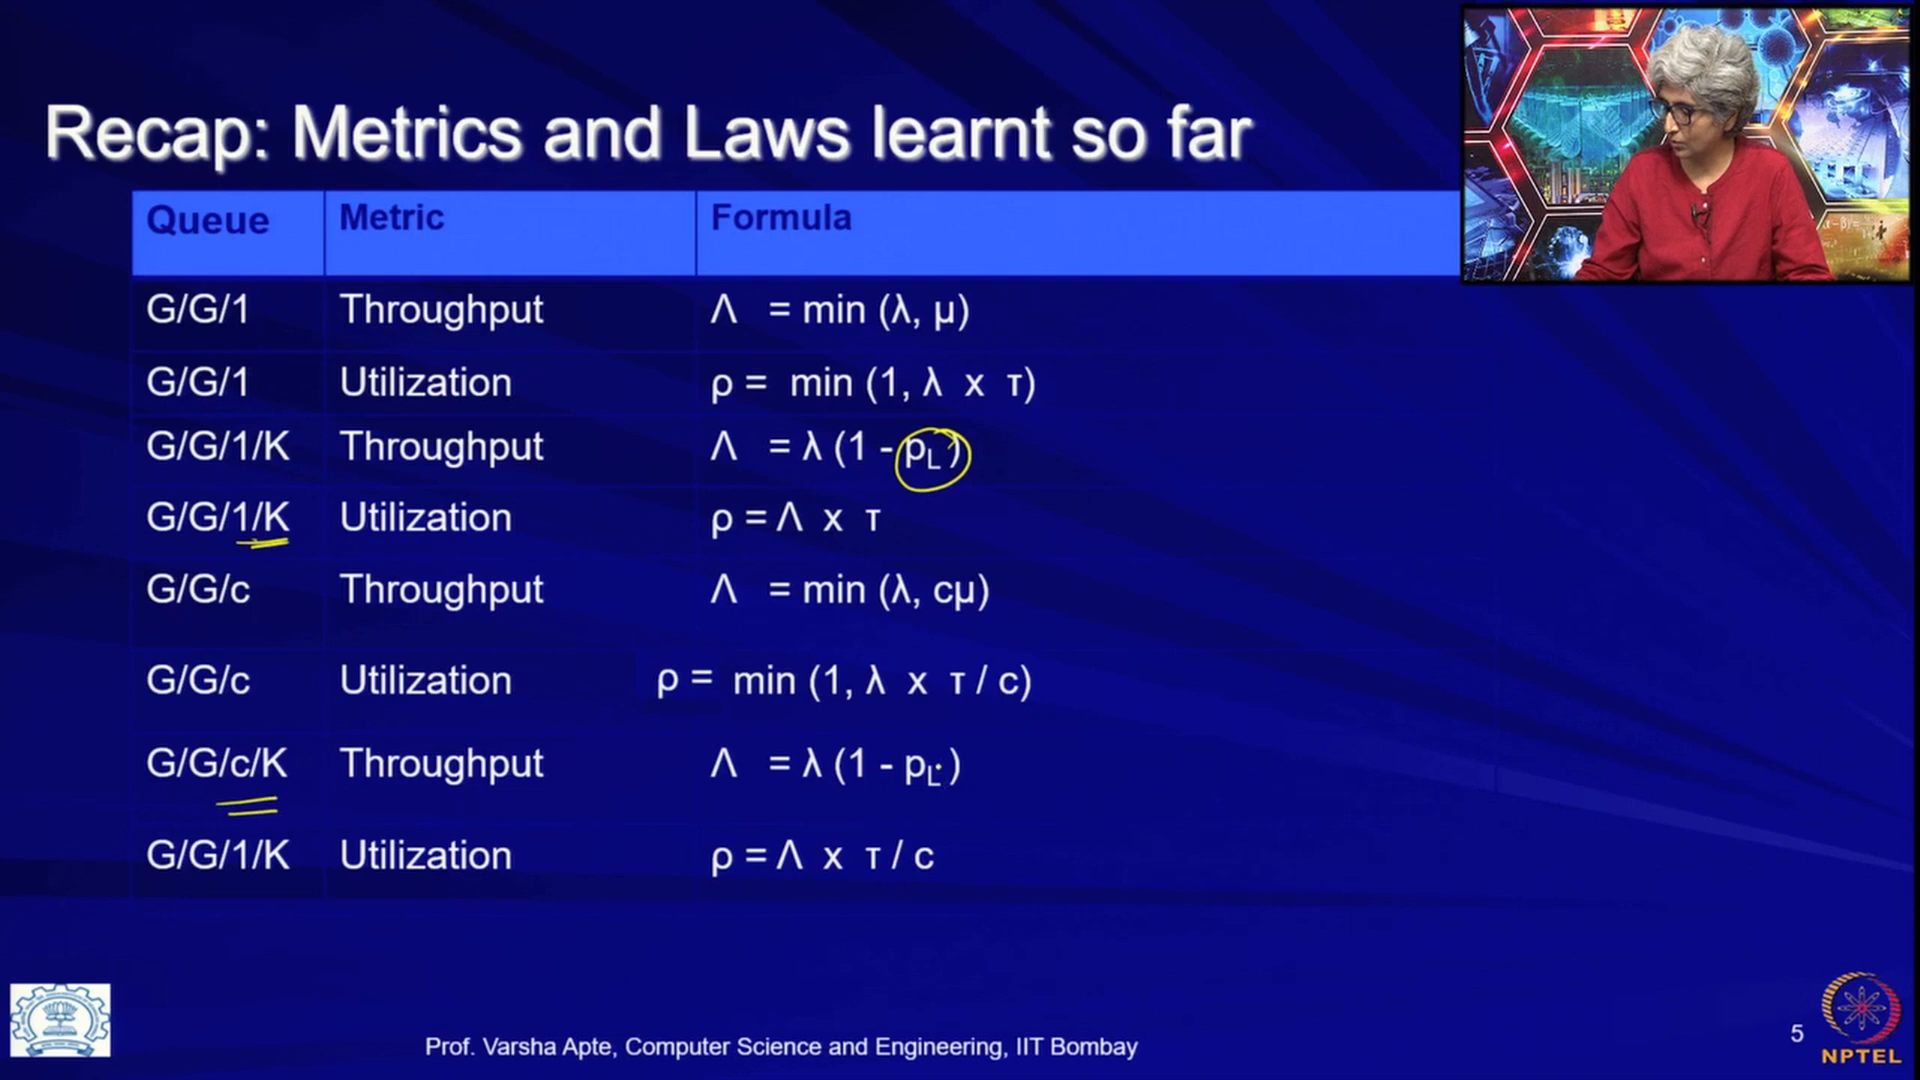 Recap: Metrics and Laws learnt so far
Queue Metric Formula
G/G/1 Throughput Λ = min (λ, μ)
G/G/1 Utilization ρ = min (1, λ x τ)
G/G/1/K Throughput Λ = λ (1 - pL )
G/G/1/K Utilization ρ = Λ x τ
G/G/c Throughput Λ = min (λ, cμ)
G/G/c Utilization ρ = min (1, λ x τ / c)
G/G/c/K Throughput Λ = λ (1 - pL )
G/G/1/K Utilization ρ = Λ x τ / c
Prof. Varsha Apte, Computer Science and Engineering, IIT Bombay
5
NPTEL